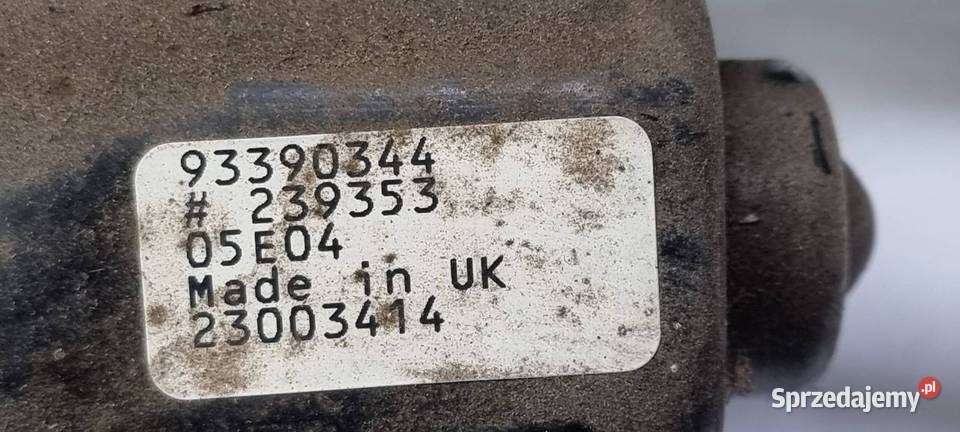 93390344
# 239353
05E04
Made in UK
23003414
Sprzedajemy.pl